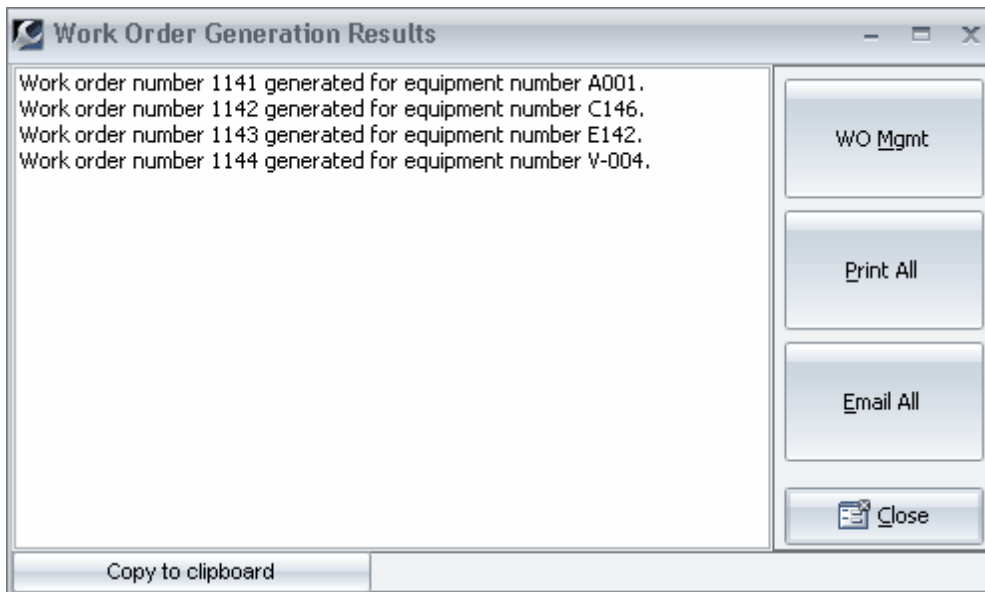 Work Order Generation Results
Work order number 1141 generated for equipment number A001.
Work order number 1142 generated for equipment number C146.
Work order number 1143 generated for equipment number E142.
Work order number 1144 generated for equipment number V-004.
WO Mgmt
Print All
Email All
Close
Copy to clipboard